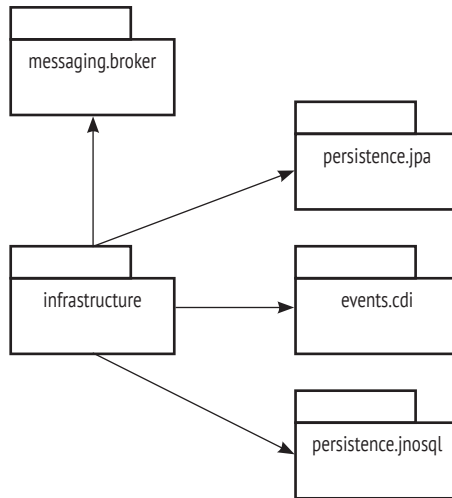 messaging.broker
persistence.jpa
infrastructure
events.cdi
persistence.jnosql